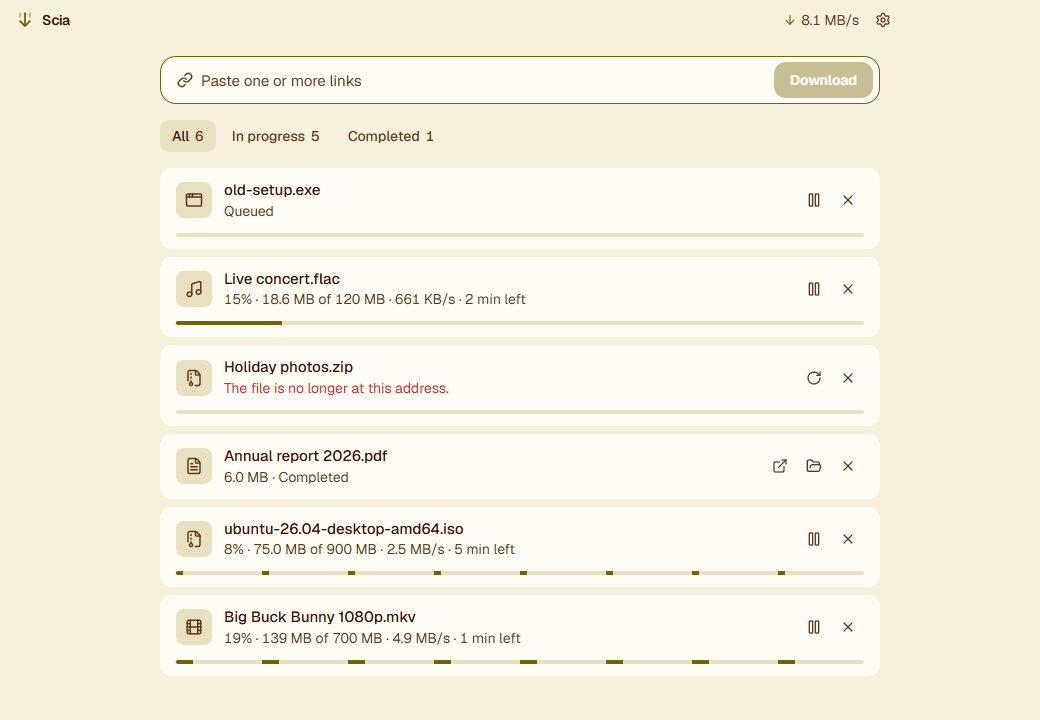 Scia
8.1 MB/s
Paste one or more links
Download
All 6
In progress 5
Completed 1
old-setup.exe
Queued
Live concert.flac
15% · 18.6 MB of 120 MB · 661 KB/s · 2 min left
Holiday photos.zip
The file is no longer at this address.
Annual report 2026.pdf
6.0 MB · Completed
ubuntu-26.04-desktop-amd64.iso
8% · 75.0 MB of 900 MB · 2.5 MB/s · 5 min left
Big Buck Bunny 1080p.mkv
19% · 139 MB of 700 MB · 4.9 MB/s · 1 min left